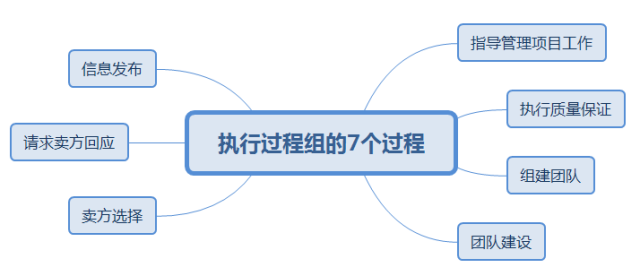 执行过程组的7个过程
指导管理项目工作
执行质量保证
组建团队
团队建设
信息发布
请求卖方回应
卖方选择